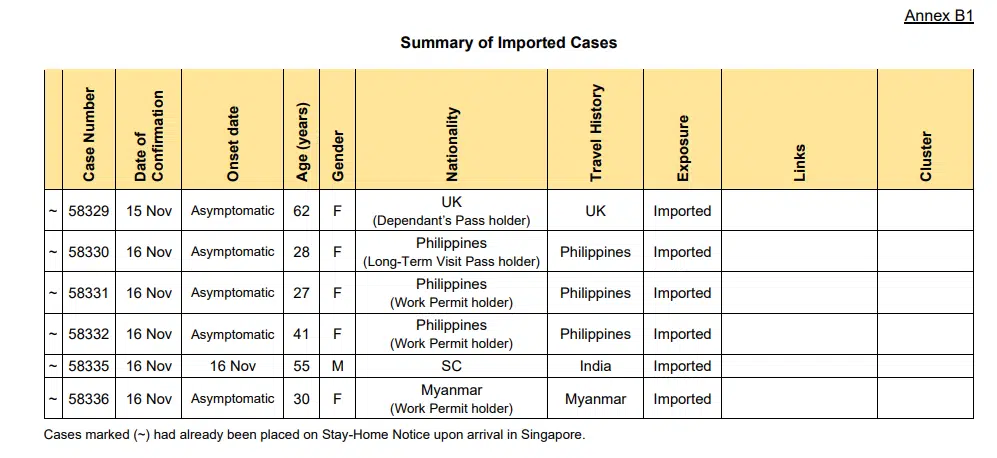 Annex B1
Summary of Imported Cases
Case Number Date of Confirmation Onset date Age (years) Gender Nationality Travel History Exposure Links Cluster
~ 58329 15 Nov Asymptomatic 62 F UK (Dependant's Pass holder) UK Imported
~ 58330 16 Nov Asymptomatic 28 F Philippines (Long-Term Visit Pass holder) Philippines Imported
~ 58331 16 Nov Asymptomatic 27 F Philippines (Work Permit holder) Philippines Imported
~ 58332 16 Nov Asymptomatic 41 F Philippines (Work Permit holder) Philippines Imported
~ 58335 16 Nov 16 Nov 55 M SC India Imported
~ 58336 16 Nov Asymptomatic 30 F Myanmar (Work Permit holder) Myanmar Imported
Cases marked (~) had already been placed on Stay-Home Notice upon arrival in Singapore.